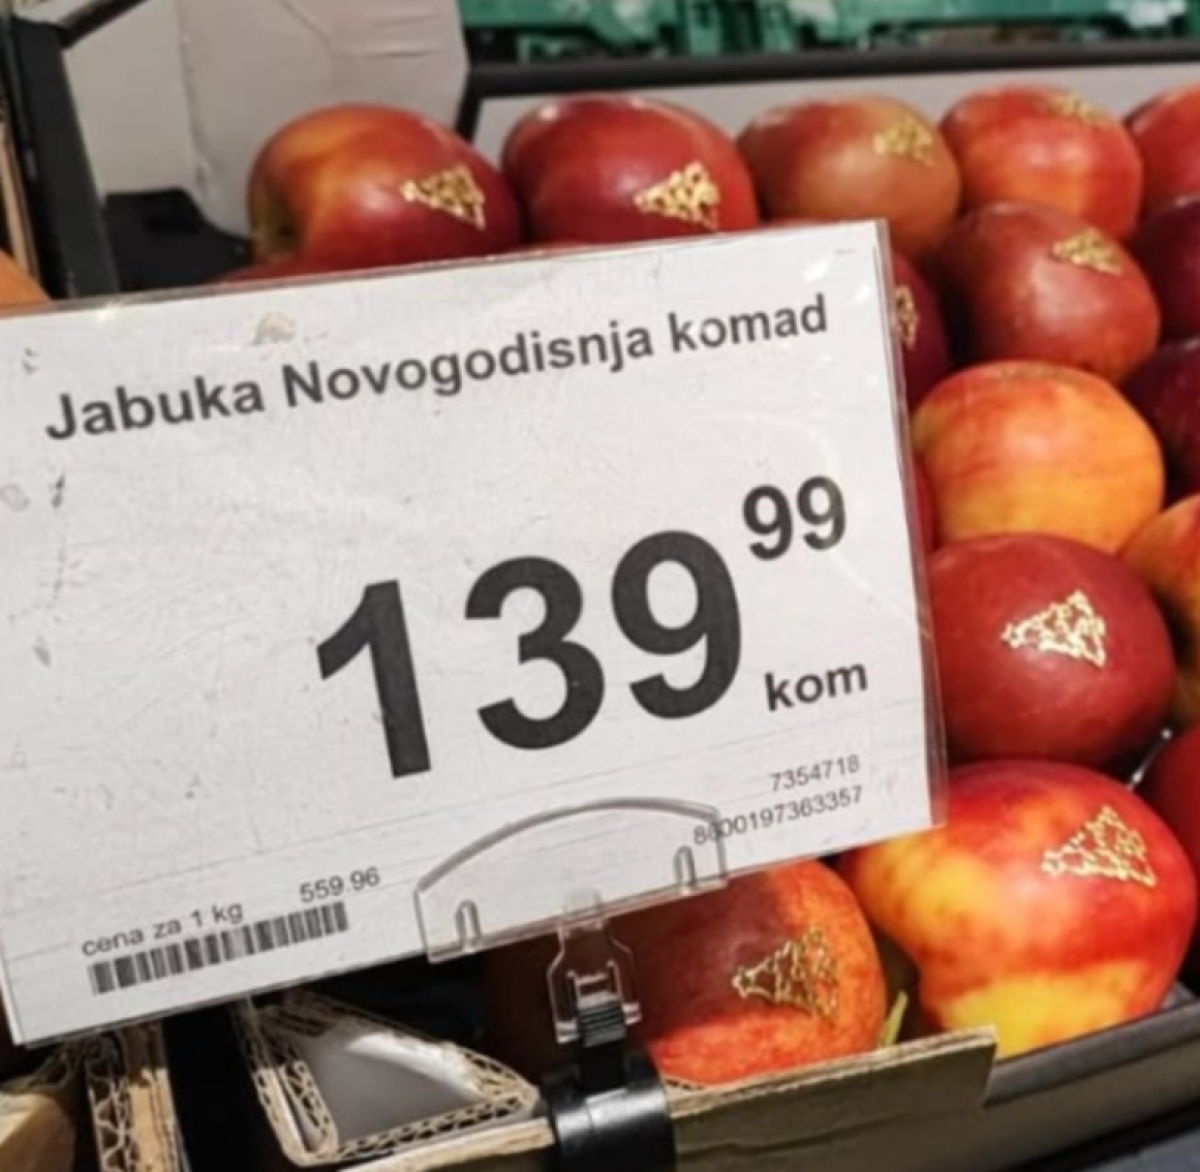 Jabuka Novogodisnja komad
139 99
kom
7354718
8600197363357
cena za 1 kg 559.96